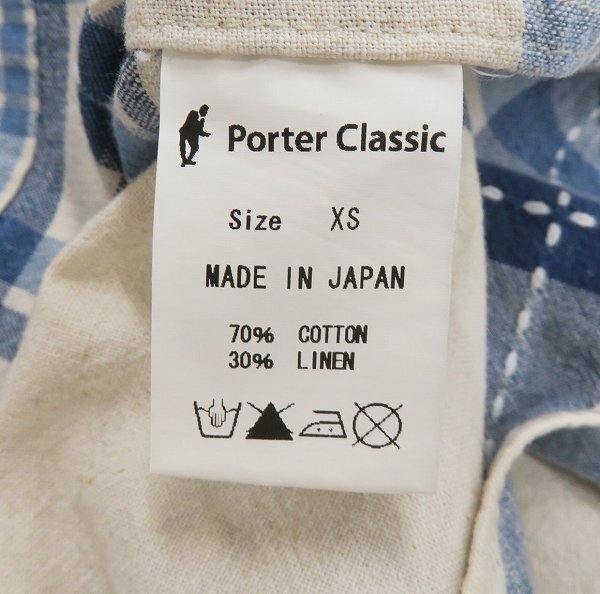 Porter Classic
Size XS
MADE IN JAPAN
70% COTTON
30% LINEN